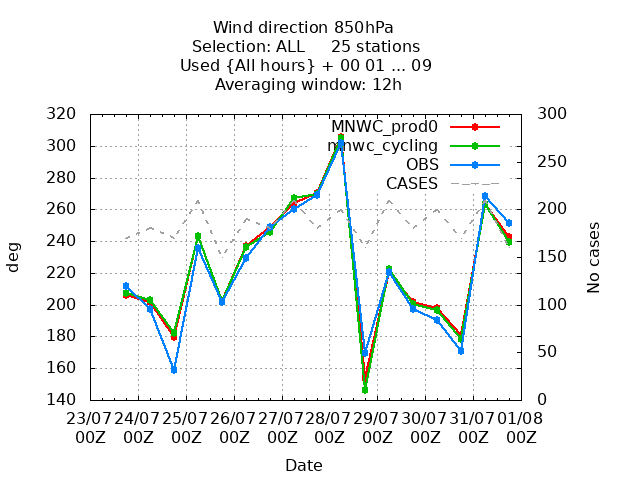 Wind direction 850hPa
Selection: ALL     25 stations
Used {All hours} + 00 01 ... 09
Averaging window: 12h
MNWC_prod0
mnwc_cycling
OBS
CASES
320
300
280
260
240
220
200
180
160
140
deg
300
250
200
150
100
50
0
No cases
23/07 24/07 25/07 26/07 27/07 28/07 29/07 30/07 31/07 01/08
00Z 00Z 00Z 00Z 00Z 00Z 00Z 00Z 00Z 00Z
Date